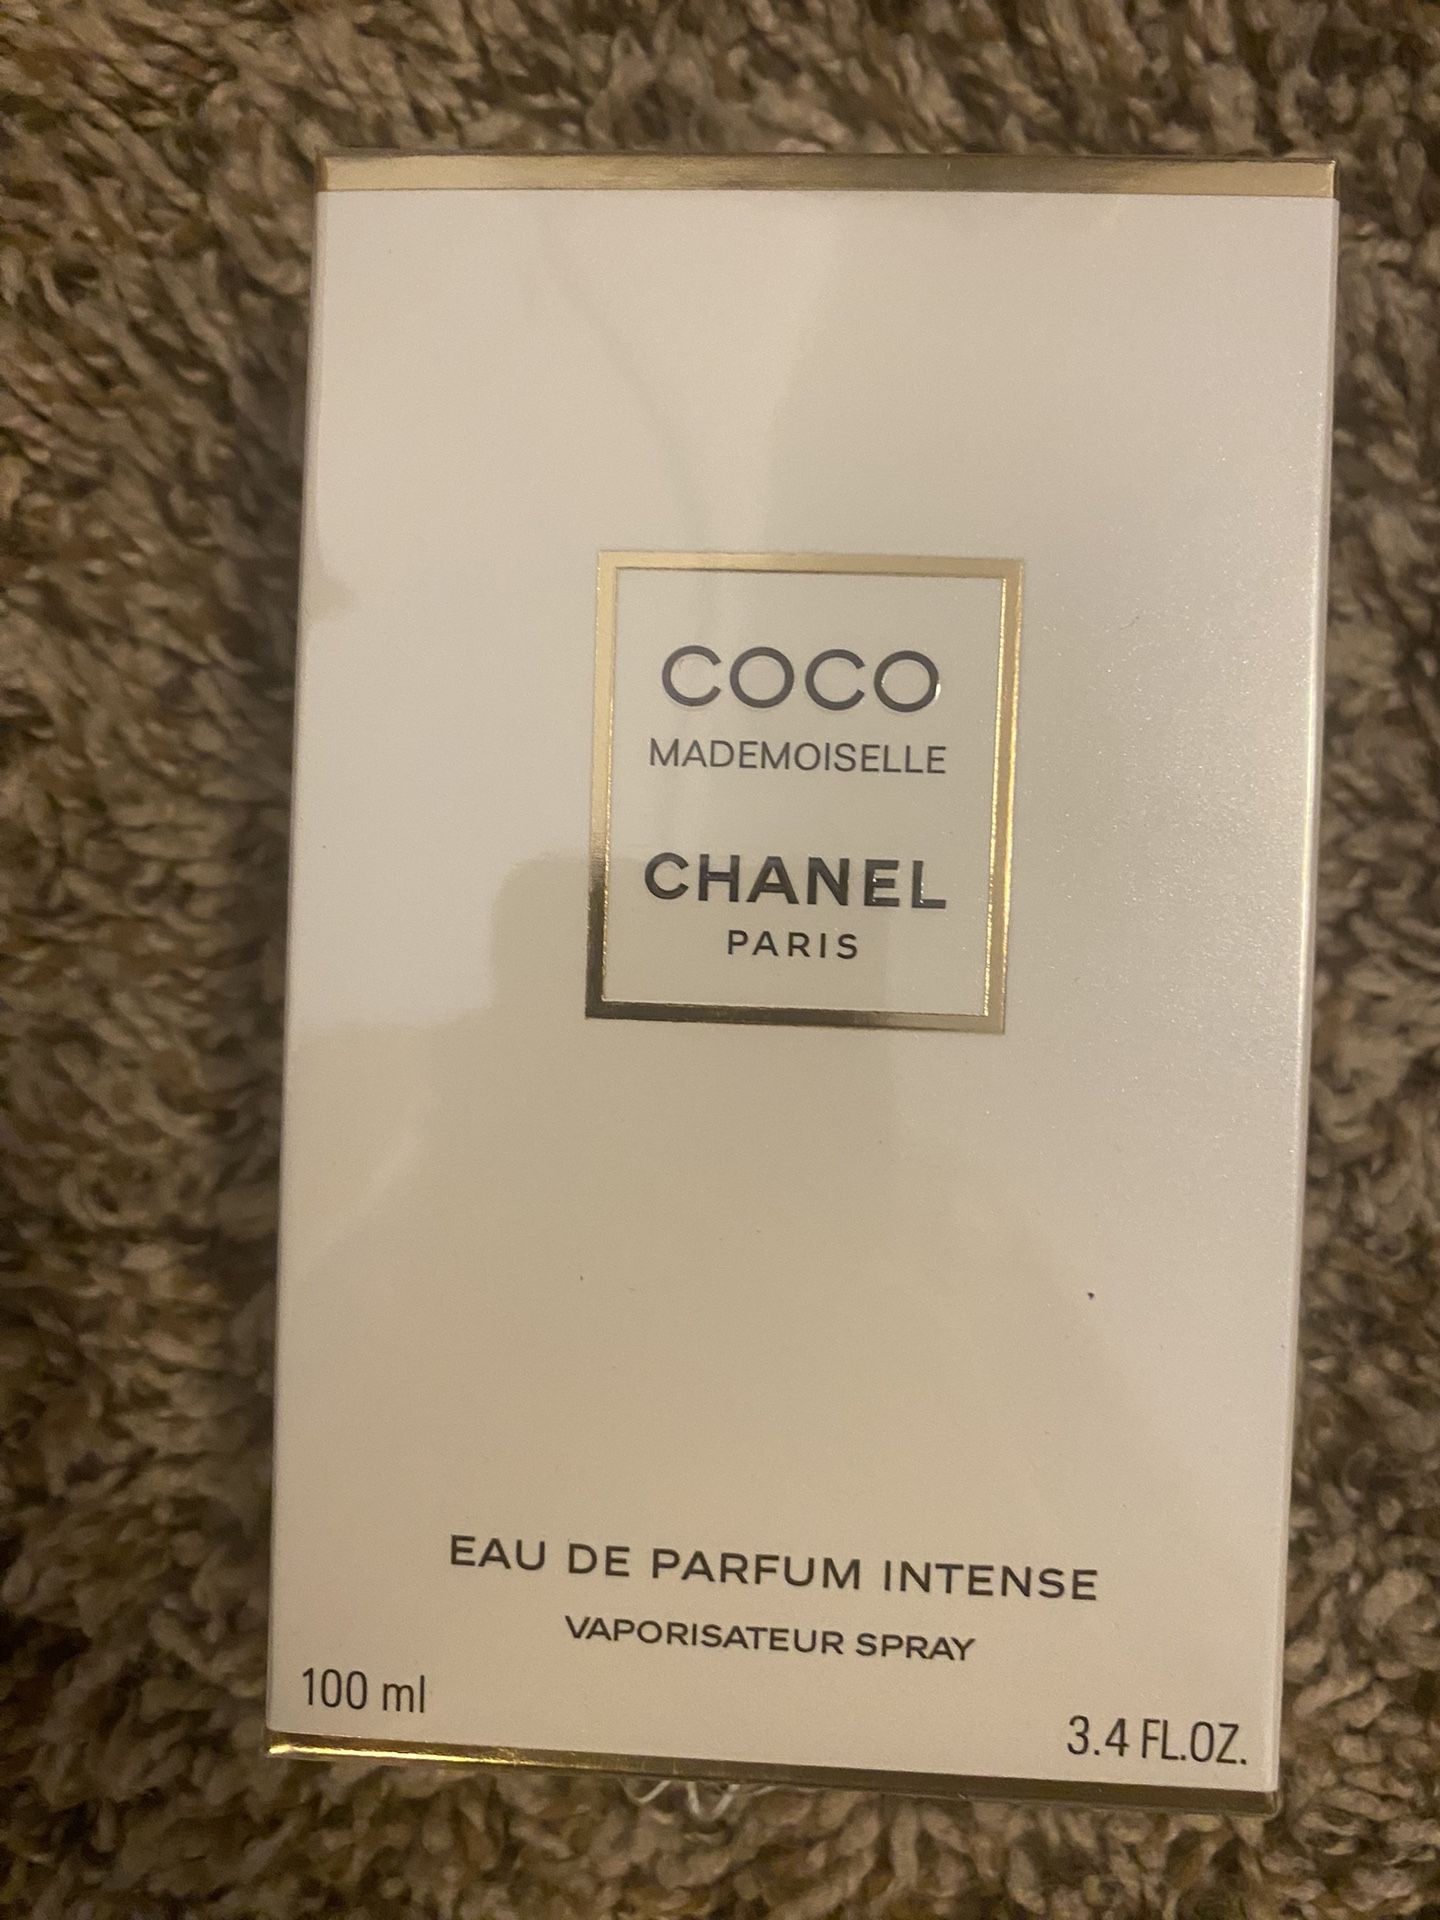 COCO
MADEMOISELLE
CHANEL
PARIS
EAU DE PARFUM INTENSE
VAPORISATEUR SPRAY
100 ml
3.4 FL.OZ.